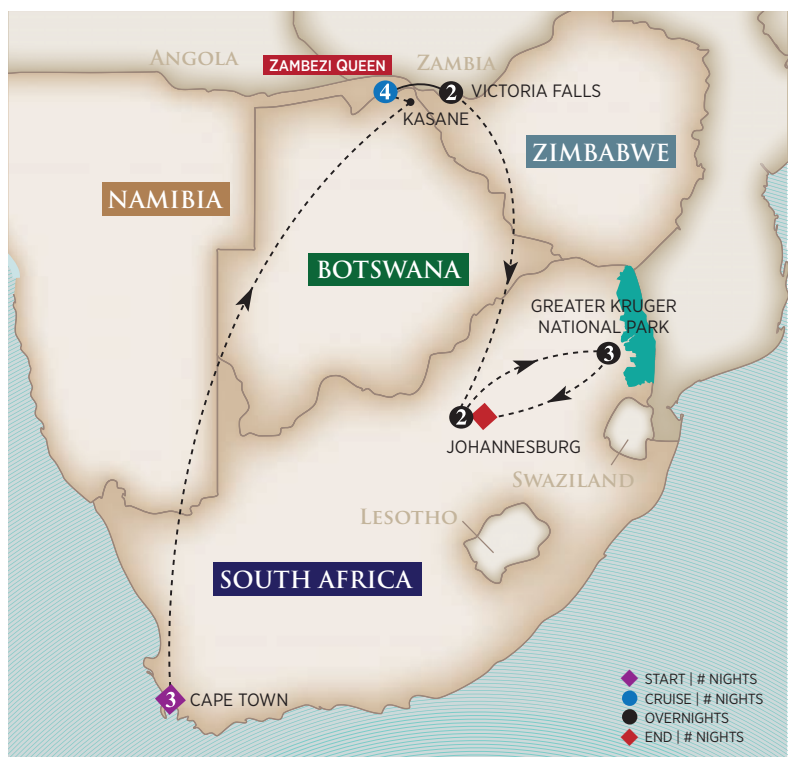 ANGOLA
ZAMBEZI QUEEN
ZAMBIA
4
2
VICTORIA FALLS
KASANE
ZIMBABWE
NAMIBIA
BOTSWANA
GREATER KRUGER
NATIONAL PARK
3
2
JOHANNESBURG
SWAZILAND
LESOTHO
SOUTH AFRICA
3
CAPE TOWN
START | # NIGHTS
CRUISE | # NIGHTS
OVERNIGHTS
END | # NIGHTS